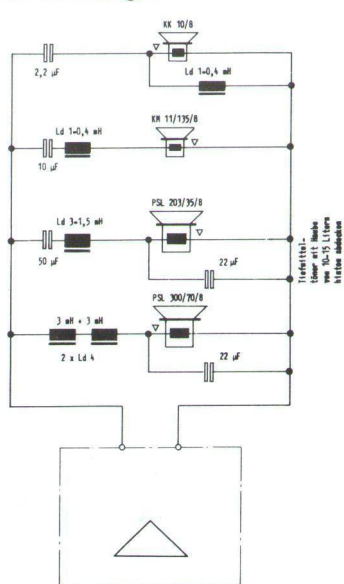 KK 10/8
2,2 µF
Ld 1=0,4 mH
Ld 1=0,4 mH
KM 11/135/8
10 µF
Ld 3=1,5 mH
PSL 203/35/8
50 µF
22 µF
3 mH + 3 mH
PSL 300/70/8
2 x Ld 4
22 µF
Tiefmittel-
töner mit Haube
von 10-15 Litern
hinten abdecken